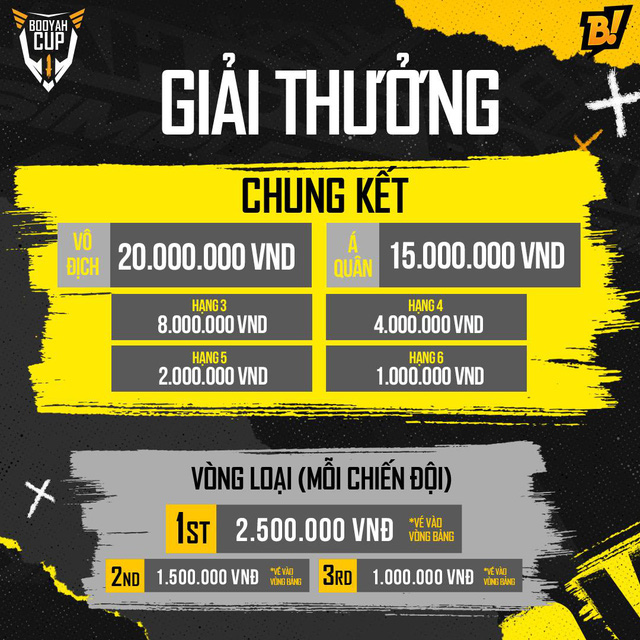 BOOYAH
CUP
B!
GIẢI THƯỞNG
CHUNG KẾT
VÔ
ĐỊCH
20.000.000 VND
Á
QUÂN
15.000.000 VND
HẠNG 3
8.000.000 VND
HẠNG 4
4.000.000 VND
HẠNG 5
2.000.000 VND
HẠNG 6
1.000.000 VND
VÒNG LOẠI (MỖI CHIẾN ĐỘI)
1ST
2.500.000 VNĐ
*VÉ VÀO
VÒNG BẢNG
2ND
1.500.000 VNĐ
*VÉ VÀO
VÒNG BẢNG
3RD
1.000.000 VNĐ
*VÉ VÀO
VÒNG BẢNG